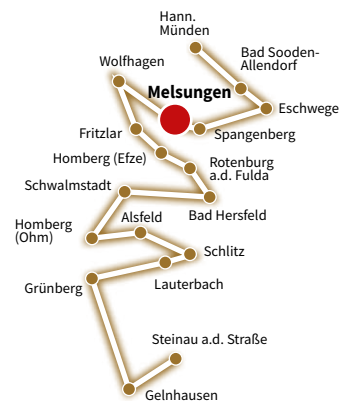 Hann.
Münden
Bad Sooden-
Allendorf
Wolfhagen
Melsungen
Eschwege
Fritzlar
Spangenberg
Homberg (Efze)
Rotenburg
a.d. Fulda
Schwalmstadt
Bad Hersfeld
Homberg
(Ohm)
Alsfeld
Schlitz
Grünberg
Lauterbach
Steinau a.d. Straße
Gelnhausen